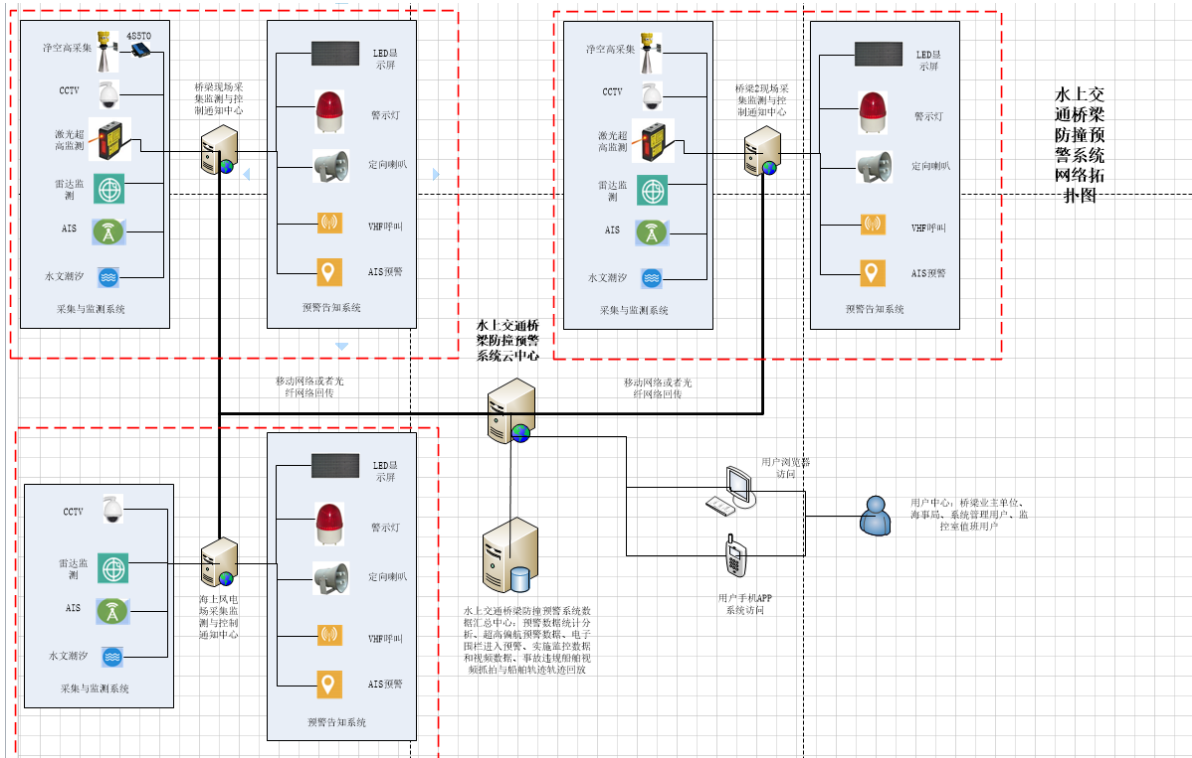 净空高采集
485TO
CCTV
激光超
高监测
雷达监
测
AIS
水文潮汐
采集与监测系统
桥梁现场采
集监测与控
制通知中心
LED显
示屏
警示灯
定向喇叭
VHF呼叫
AIS预警
预警告知系统
净空高采集
CCTV
激光超
高监测
雷达监
测
AIS
水文潮汐
采集与监测系统
桥梁2现场采
集监测与控
制通知中心
LED显
示屏
警示灯
定向喇叭
VHF呼叫
AIS预警
预警告知系统
水上交
通桥梁
防撞预
警系统
网络拓
扑图
水上交通桥
梁防撞预警
系统云中心
移动网络或者光
纤网络回传
移动网络或者光
纤网络回传
CCTV
雷达监
测
AIS
水文潮汐
采集与监测系统
海上风电
场采集监
测与控制
通知中心
LED显
示屏
警示灯
定向喇叭
VHF呼叫
AIS预警
预警告知系统
水上交通桥梁防撞预警系统数
据汇总中心：预警数据统计分
析、超高偏航预警数据、电子
围栏进入预警、实施监控数据
和视频数据、事故违规船舶视
频抓拍与船舶轨迹轨迹回放
用户浏览器
访问
用户手机APP
系统访问
用户中心：桥梁业主单位、
海事局、系统管理用户、监
控室值班用户